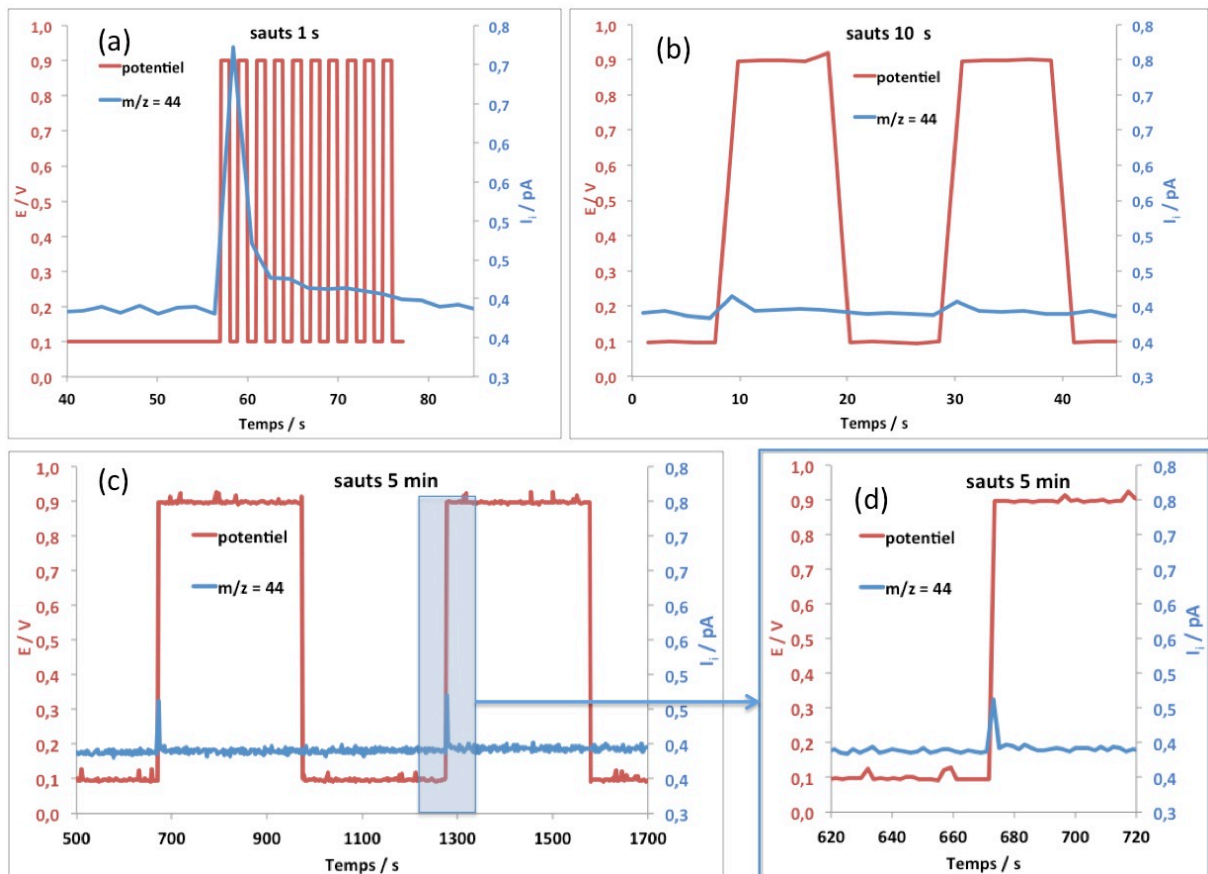 (a)
sauts 1 s
potentiel
m/z = 44
1,0
0,9
0,8
0,7
0,6
0,5
0,4
0,3
0,2
0,1
0,0
E / V
0,8
0,7
0,7
0,6
0,6
0,5
0,5
0,4
0,4
0,3
Iᵢ / pA
40 50 60 70 80
Temps / s
(b)
sauts 10 s
potentiel
m/z = 44
1,0
0,9
0,8
0,7
0,6
0,5
0,4
0,3
0,2
0,1
0,0
E / V
0,8
0,8
0,7
0,7
0,6
0,6
0,5
0,5
0,4
0,4
0,3
Iᵢ / pA
0 10 20 30 40
Temps / s
(c)
sauts 5 min
potentiel
m/z = 44
1,0
0,9
0,8
0,7
0,6
0,5
0,4
0,3
0,2
0,1
0,0
E / V
0,8
0,8
0,7
0,7
0,6
0,6
0,5
0,5
0,4
0,4
0,3
Iᵢ / pA
500 700 900 1100 1300 1500 1700
Temps / s
(d)
sauts 5 min
potentiel
m/z = 44
1,0
0,9
0,8
0,7
0,6
0,5
0,4
0,3
0,2
0,1
0,0
E / V
0,8
0,8
0,7
0,7
0,6
0,6
0,5
0,5
0,4
0,4
0,3
Iᵢ / pA
620 640 660 680 700 720
Temps / s